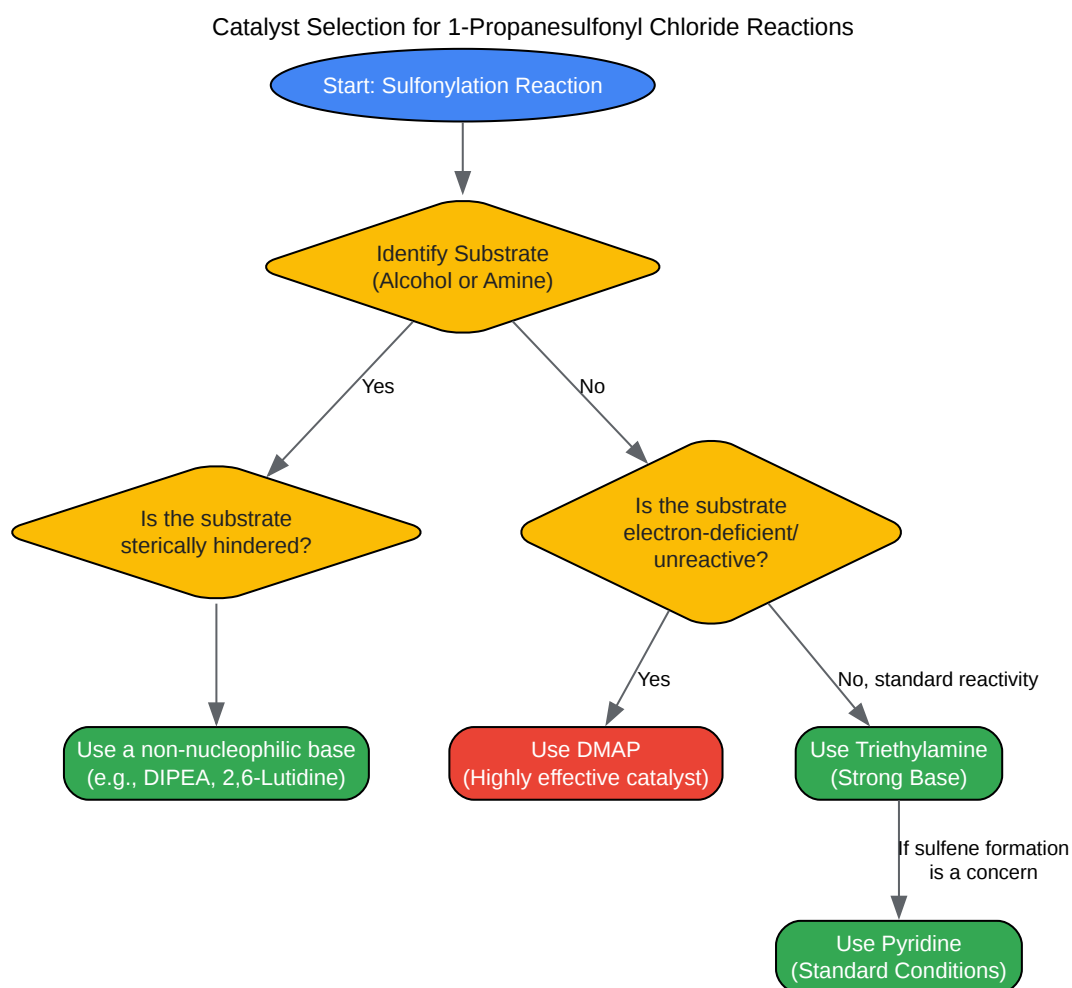 Catalyst Selection for 1-Propanesulfonyl Chloride Reactions
Start: Sulfonylation Reaction
Identify Substrate
(Alcohol or Amine)
Yes
No
Is the substrate
sterically hindered?
Is the substrate
electron-deficient/
unreactive?
Yes
No, standard reactivity
Use a non-nucleophilic base
(e.g., DIPEA, 2,6-Lutidine)
Use DMAP
(Highly effective catalyst)
Use Triethylamine
(Strong Base)
If sulfene formation
is a concern
Use Pyridine
(Standard Conditions)